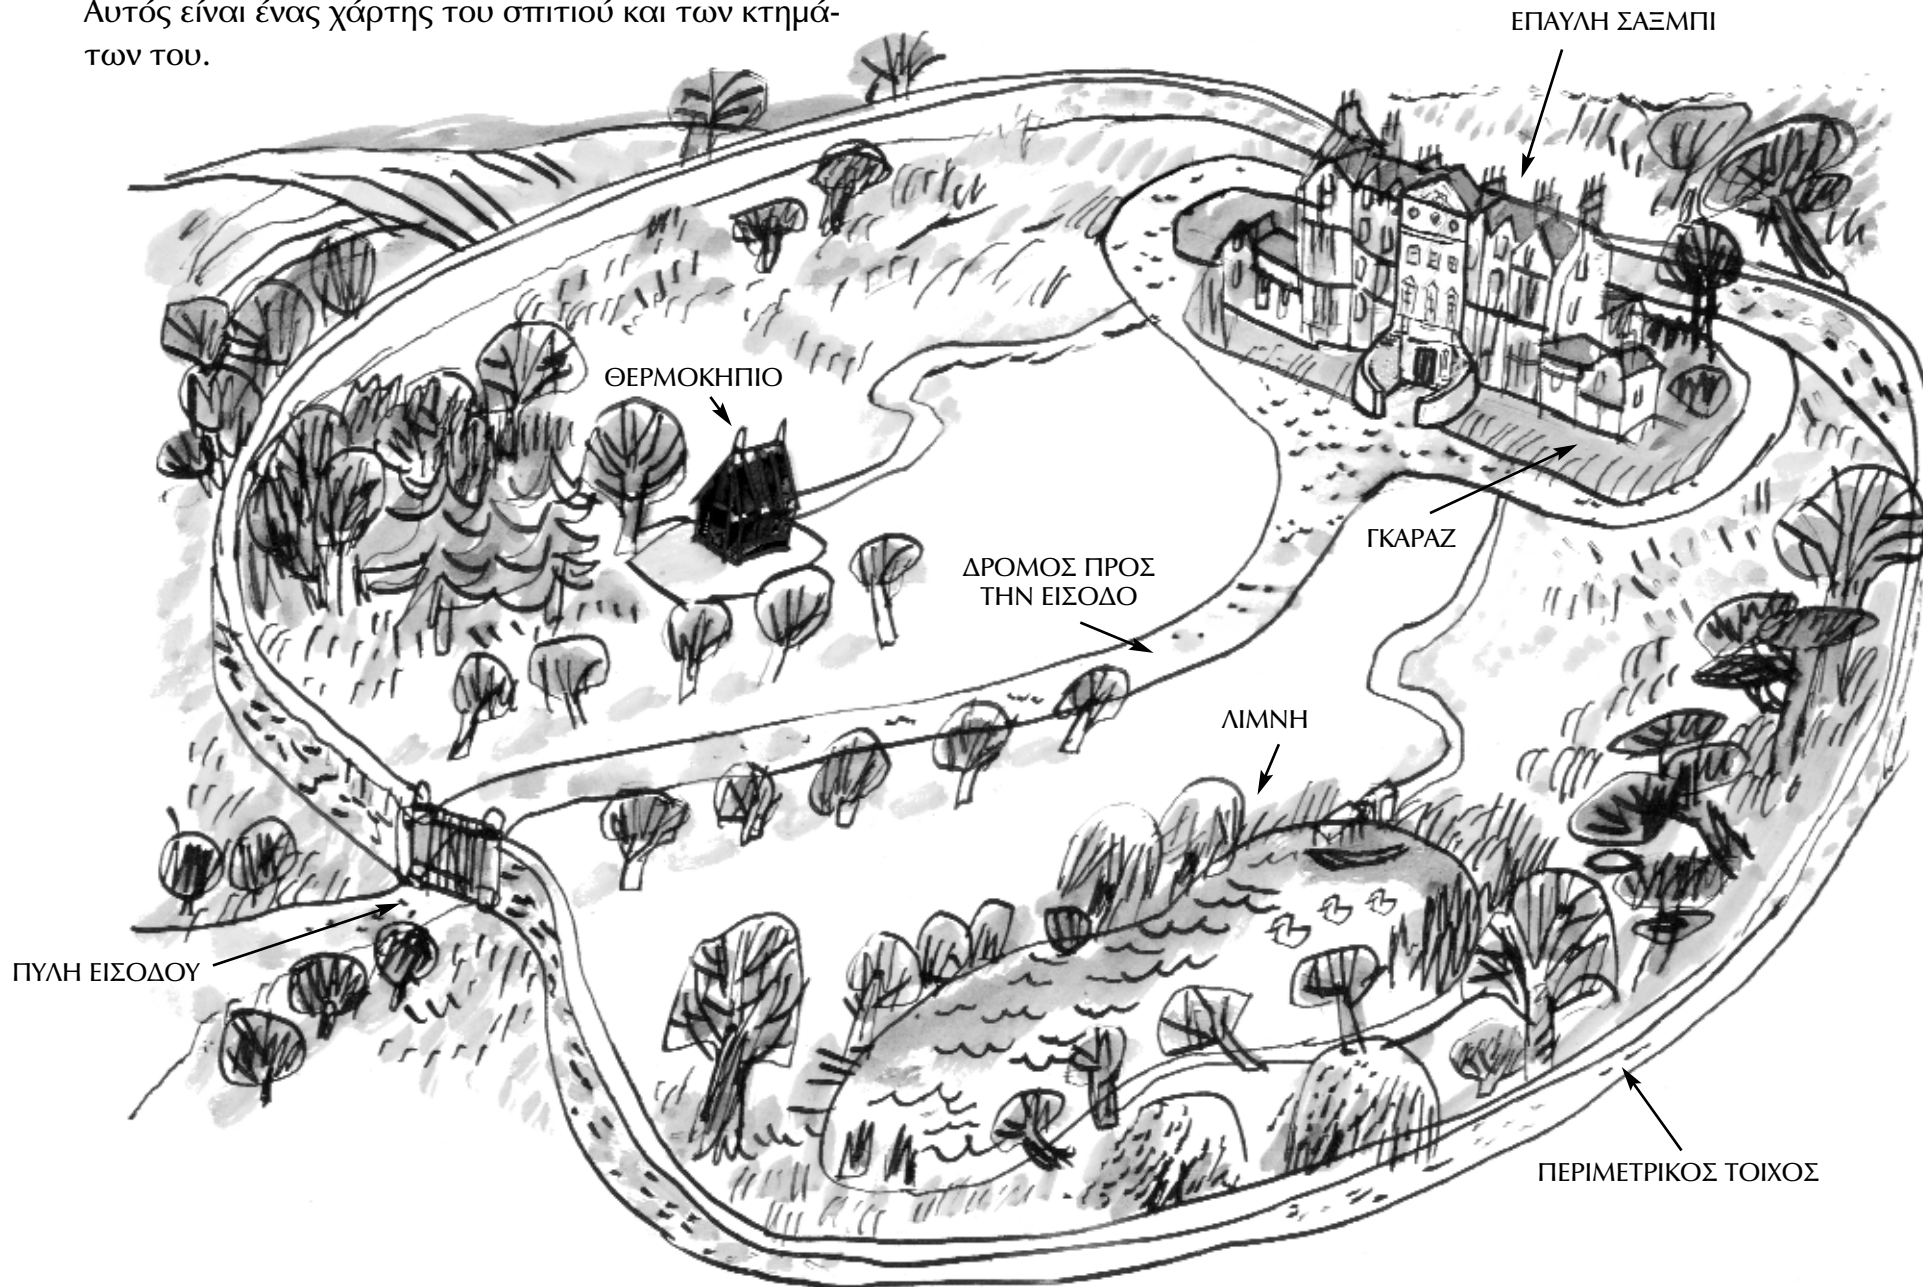 Αυτός είναι ένας χάρτης του σπιτιού και των κτημά-
των του.
ΕΠΑΥΛΗ ΣΑΞΜΠΙ
ΘΕΡΜΟΚΗΠΙΟ
ΓΚΑΡΑΖ
ΔΡΟΜΟΣ ΠΡΟΣ
ΤΗΝ ΕΙΣΟΔΟ
ΛΙΜΝΗ
ΠΥΛΗ ΕΙΣΟΔΟΥ
ΠΕΡΙΜΕΤΡΙΚΟΣ ΤΟΙΧΟΣ